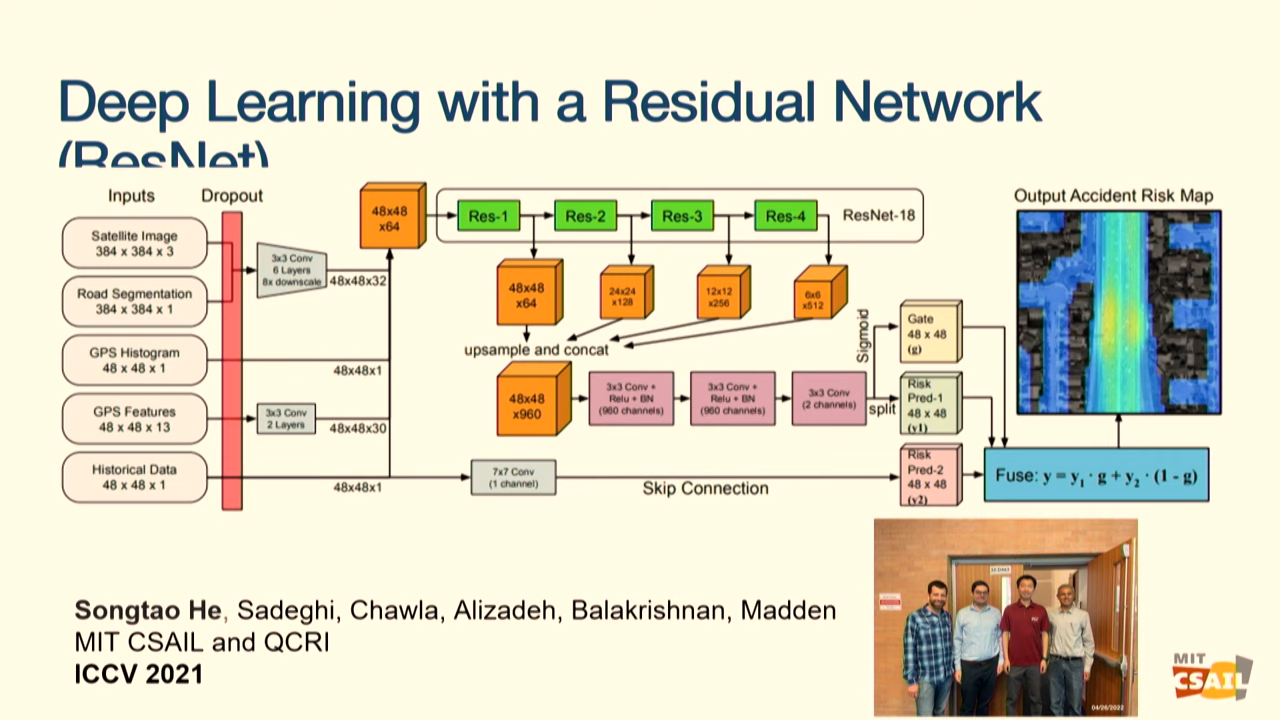 Deep Learning with a Residual Network
(ResNet)
Inputs
Dropout
Satellite Image
384 x 384 x 3
Road Segmentation
384 x 384 x 1
GPS Histogram
48 x 48 x 1
GPS Features
48 x 48 x 13
Historical Data
48 x 48 x 1
3x3 Conv
6 Layers
8x downscale
48x48x32
48x48x1
3x3 Conv
2 Layers
48x48x30
48x48x1
48x48
x64
Res-1
Res-2
Res-3
Res-4
ResNet-18
48x48
x64
24x24
x128
12x12
x256
6x6
x512
upsample and concat
48x48
x960
3x3 Conv +
Relu + BN
(960 channels)
3x3 Conv +
Relu + BN
(960 channels)
3x3 Conv
(2 channels)
Sigmoid
split
7x7 Conv
(1 channel)
Skip Connection
Gate
48 x 48
(g)
Risk
Pred-1
48 x 48
(y1)
Risk
Pred-2
48 x 48
(y2)
Output Accident Risk Map
Fuse: y = y₁ · g + y₂ · (1 - g)
Songtao He, Sadeghi, Chawla, Alizadeh, Balakrishnan, Madden
MIT CSAIL and QCRI
ICCV 2021
04/26/2022
MIT
CSAIL